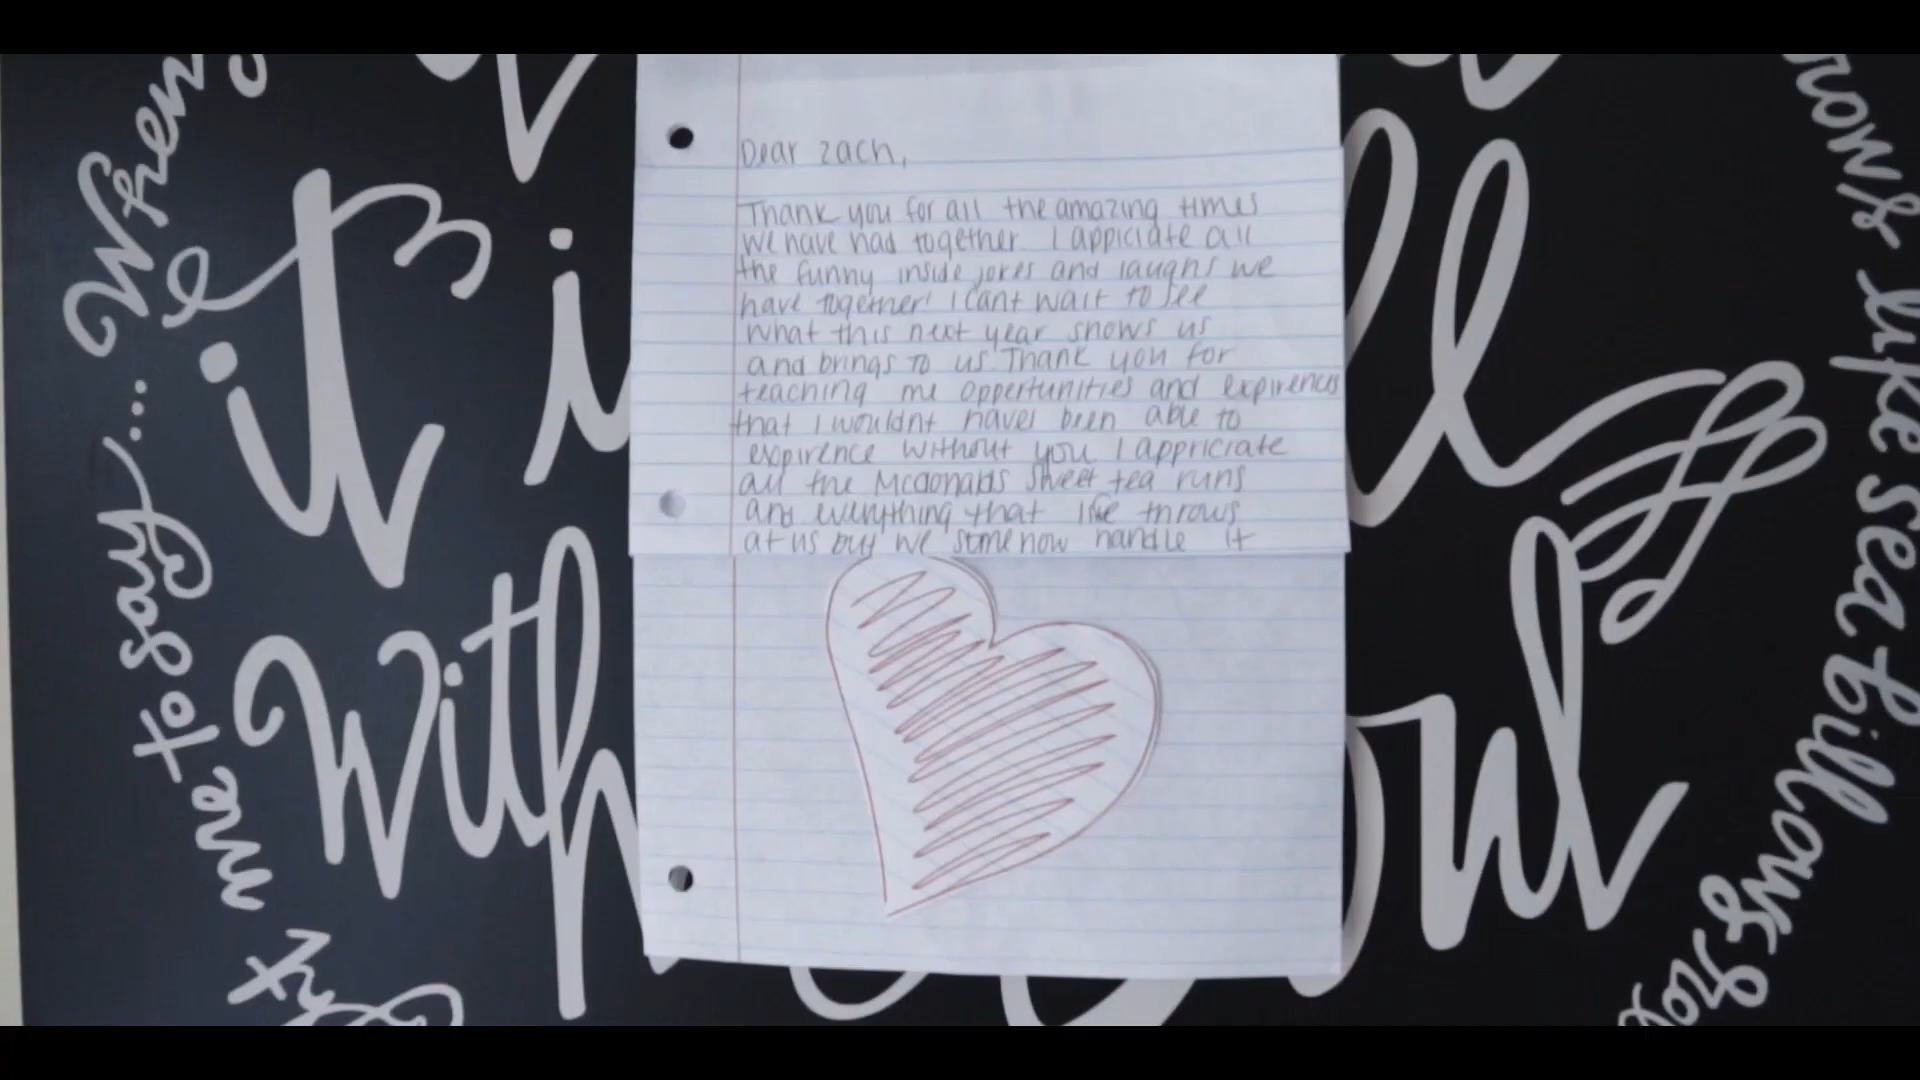 Dear Zach,
Thank you for all the amazing times
we have had together. I appiciate all
the funny inside jokes and laughs we
have together! I cant wait to see
what this next year shows us
and brings to us. Thank you for
teaching me oppertunities and expirences
that I wouldnt havei been able to
expirence without you I appriciate
all the Mcdonalds Sweet tea runs
and everything that life throws
at us but we somehow handle it
When
to say...
me to
it
with
like sea billows